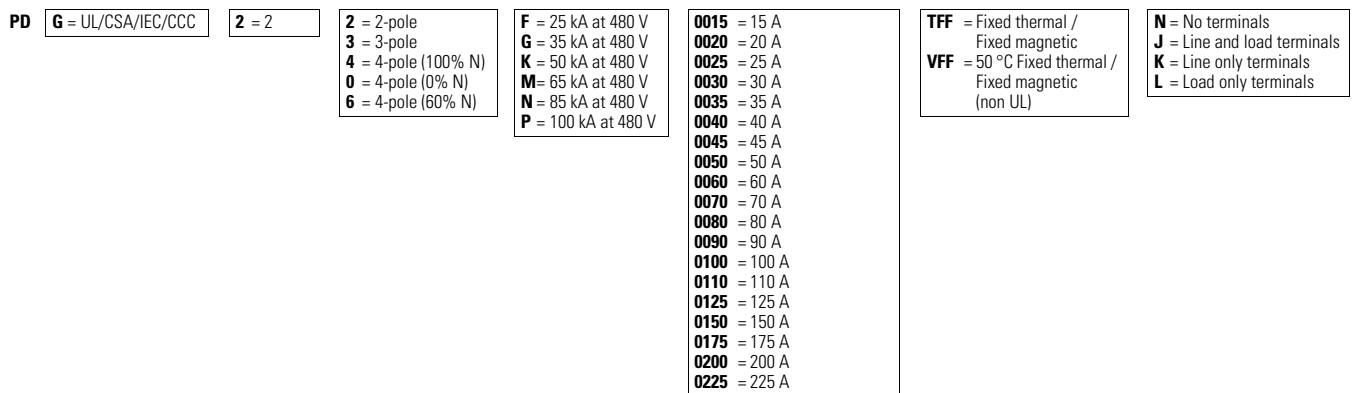 PD
G = UL/CSA/IEC/CCC
2 = 2
2 = 2-pole
3 = 3-pole
4 = 4-pole (100% N)
0 = 4-pole (0% N)
6 = 4-pole (60% N)
F = 25 kA at 480 V
G = 35 kA at 480 V
K = 50 kA at 480 V
M= 65 kA at 480 V
N = 85 kA at 480 V
P = 100 kA at 480 V
0015 = 15 A
0020 = 20 A
0025 = 25 A
0030 = 30 A
0035 = 35 A
0040 = 40 A
0045 = 45 A
0050 = 50 A
0060 = 60 A
0070 = 70 A
0080 = 80 A
0090 = 90 A
0100 = 100 A
0110 = 110 A
0125 = 125 A
0150 = 150 A
0175 = 175 A
0200 = 200 A
0225 = 225 A
TFF = Fixed thermal /
Fixed magnetic
VFF = 50 °C Fixed thermal /
Fixed magnetic
(non UL)
N = No terminals
J = Line and load terminals
K = Line only terminals
L = Load only terminals